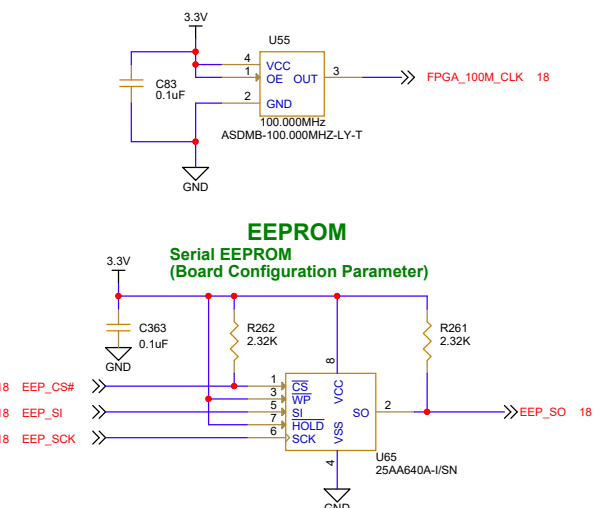 3.3V
U55
4 VCC
1 OE OUT 3
FPGA_100M_CLK 18
C83
0.1uF
2 GND
100.000MHz
ASDMB-100.000MHZ-LY-T
GND
EEPROM
Serial EEPROM
(Board Configuration Parameter)
3.3V
C363
0.1uF
GND
R262
2.32K
R261
2.32K
8
18 EEP_CS# 1 CS VCC
3 WP
18 EEP_SI 5 SI SO 2 EEP_SO 18
7 HOLD
18 EEP_SCK 6 SCK VSS
4
U65
25AA640A-I/SN
GND